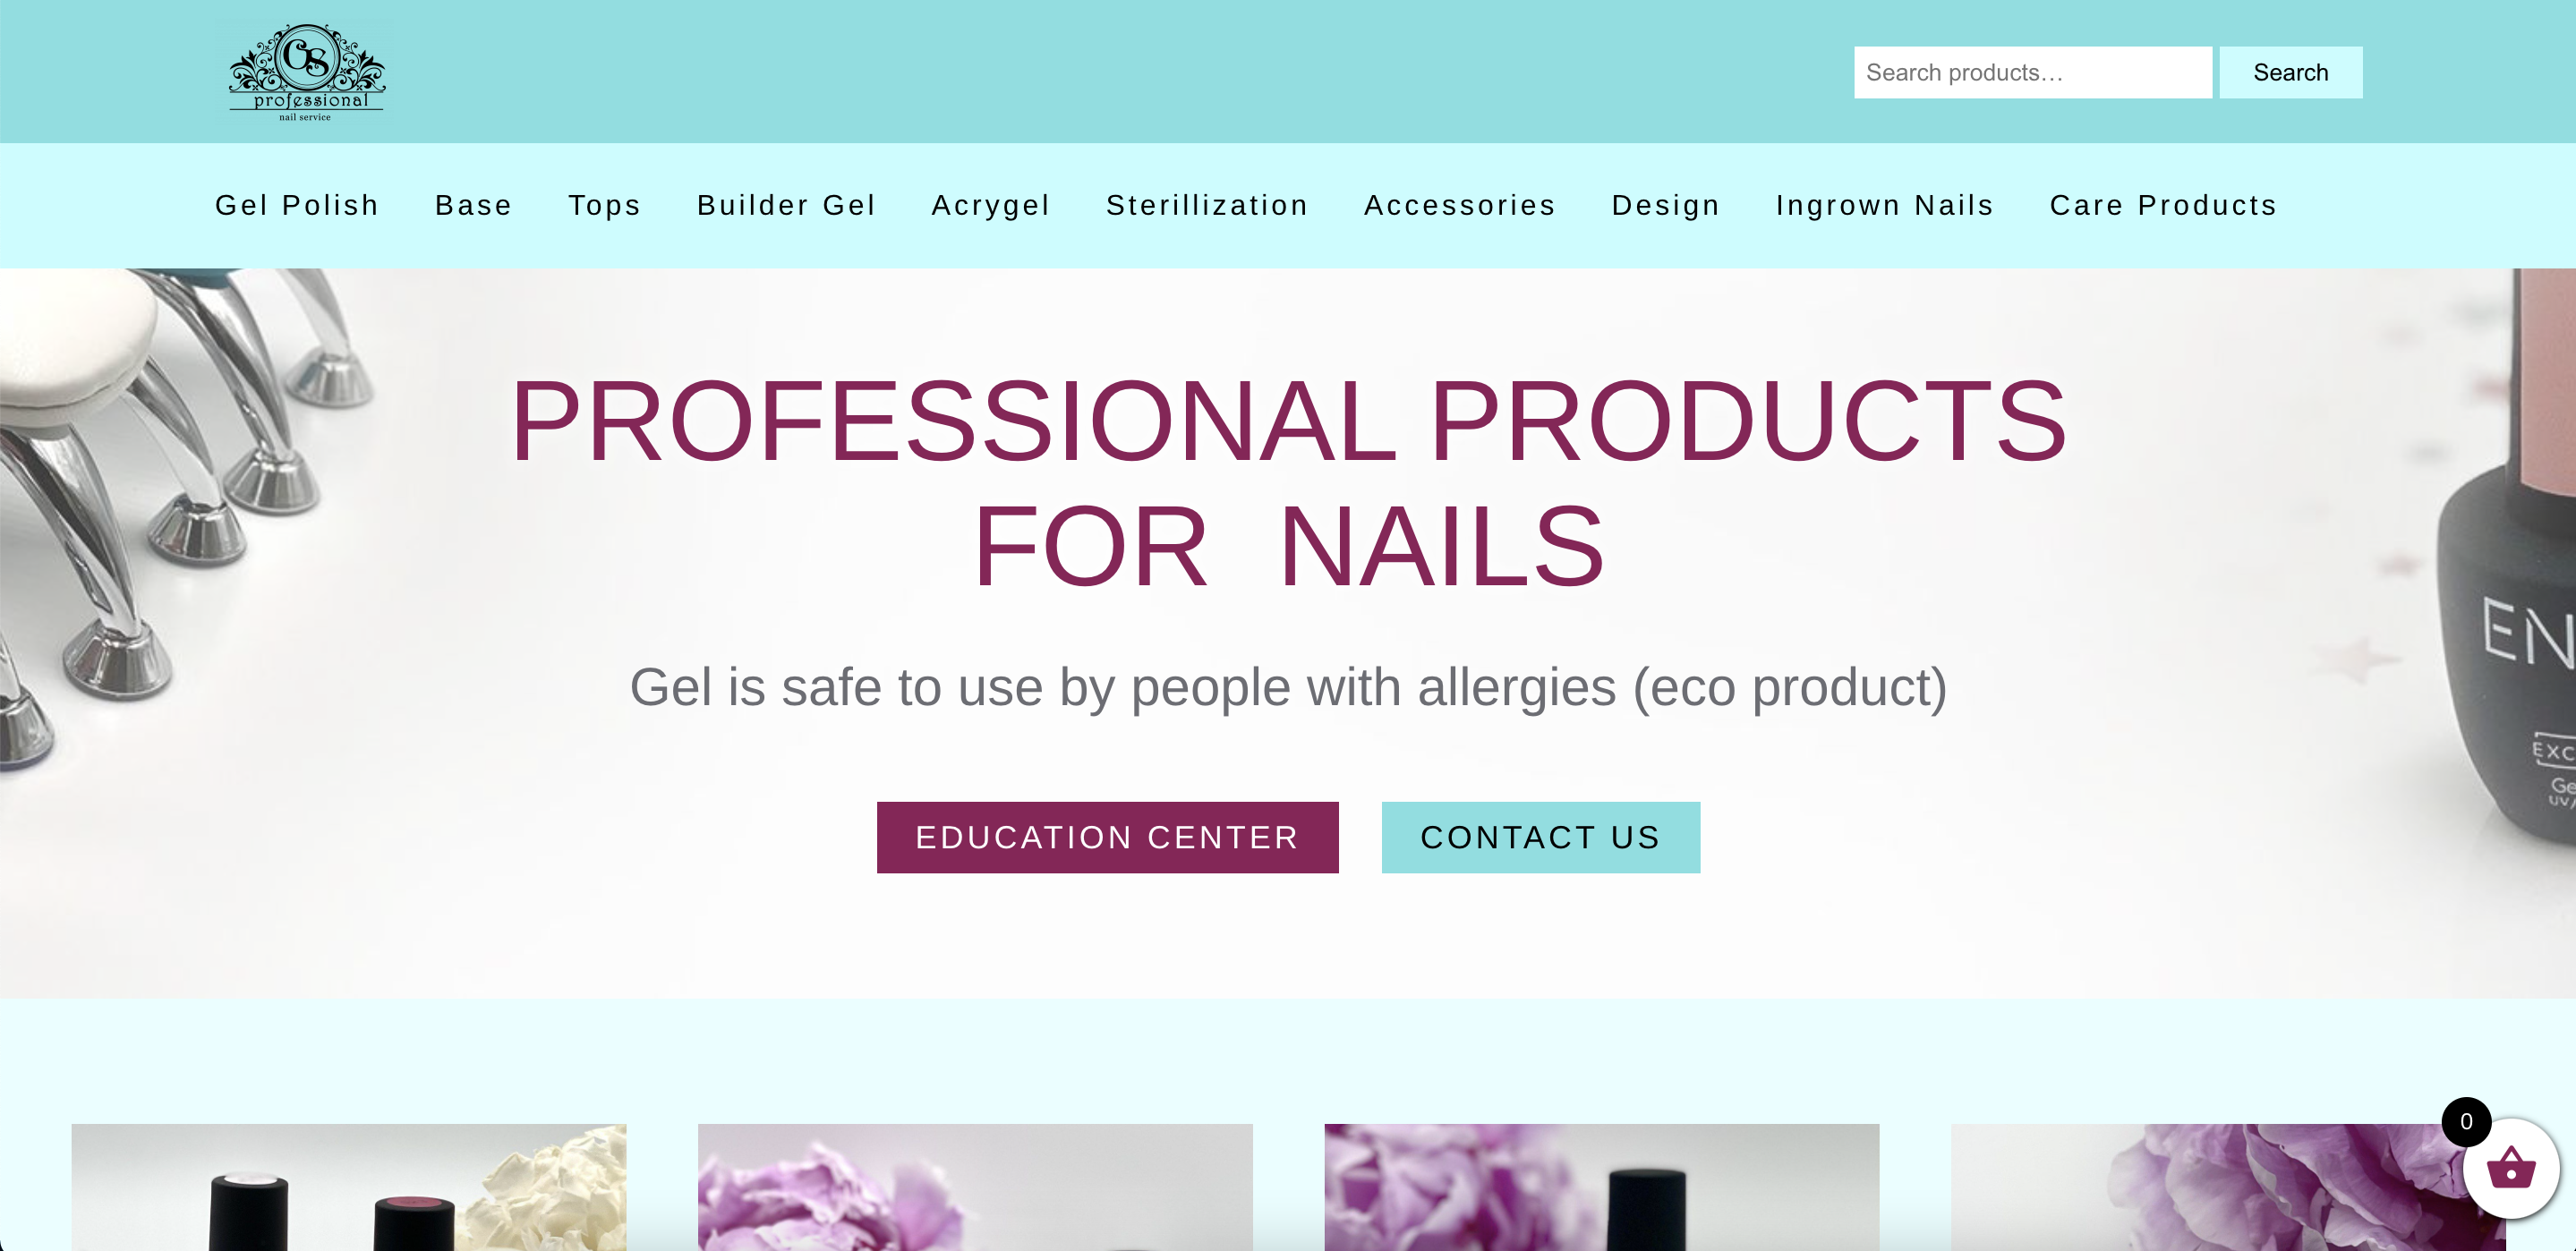 GS
professional
nail service
Search products...
Search
Gel Polish Base Tops Builder Gel Acrygel Sterillization Accessories Design Ingrown Nails Care Products
PROFESSIONAL PRODUCTS
FOR NAILS
Gel is safe to use by people with allergies (eco product)
EN
EXC
Ge
UV/
EDUCATION CENTER
CONTACT US
0